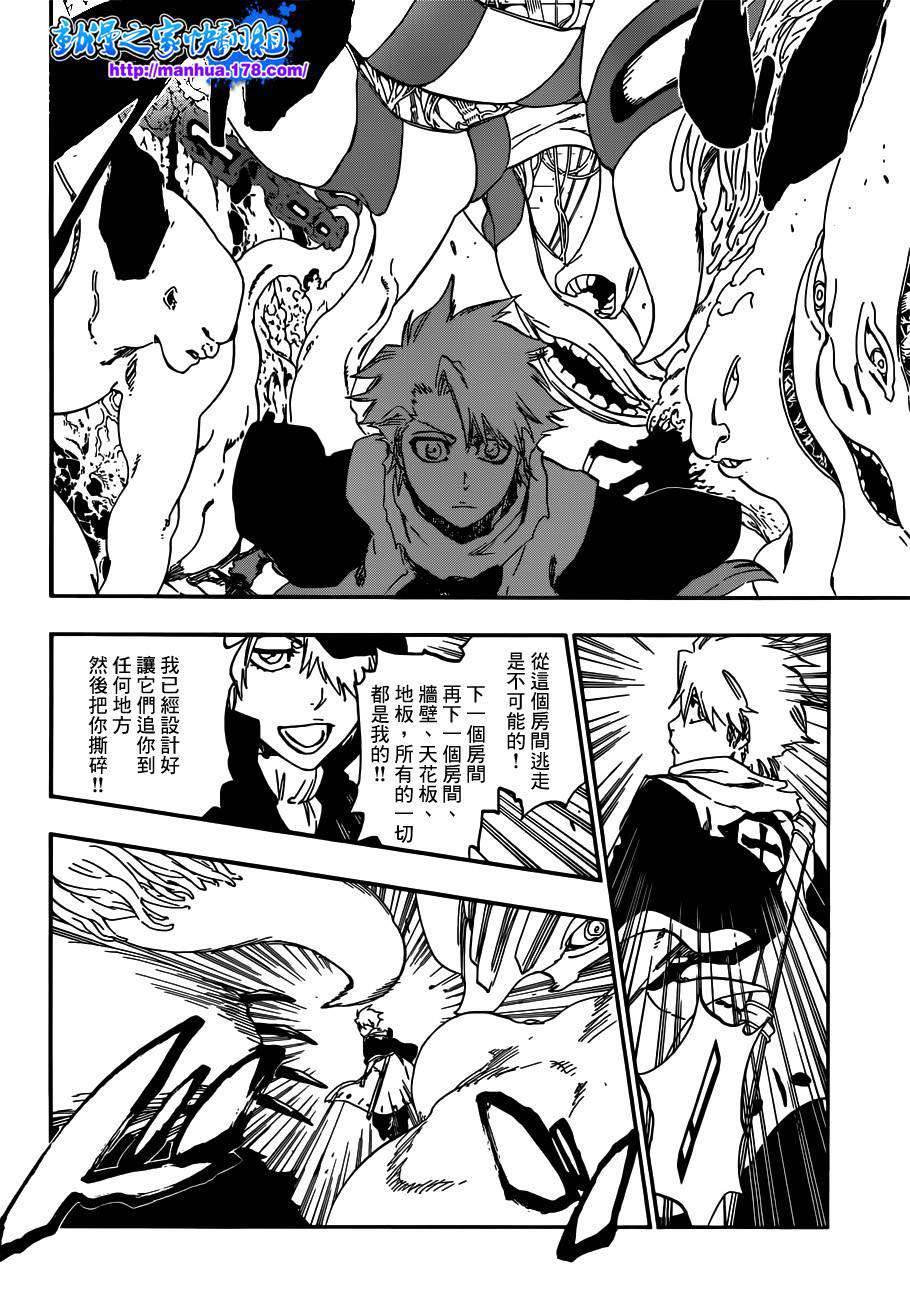 動漫之家快翻組
http://manhua.178.com/
從這個房間逃走
是不可能的！
下一個房間
再下一個房間、
牆壁、天花板、
地板，所有的一切
都是我的!!
我已經設計好
讓它們追你到
任何地方
然後把你撕碎!!